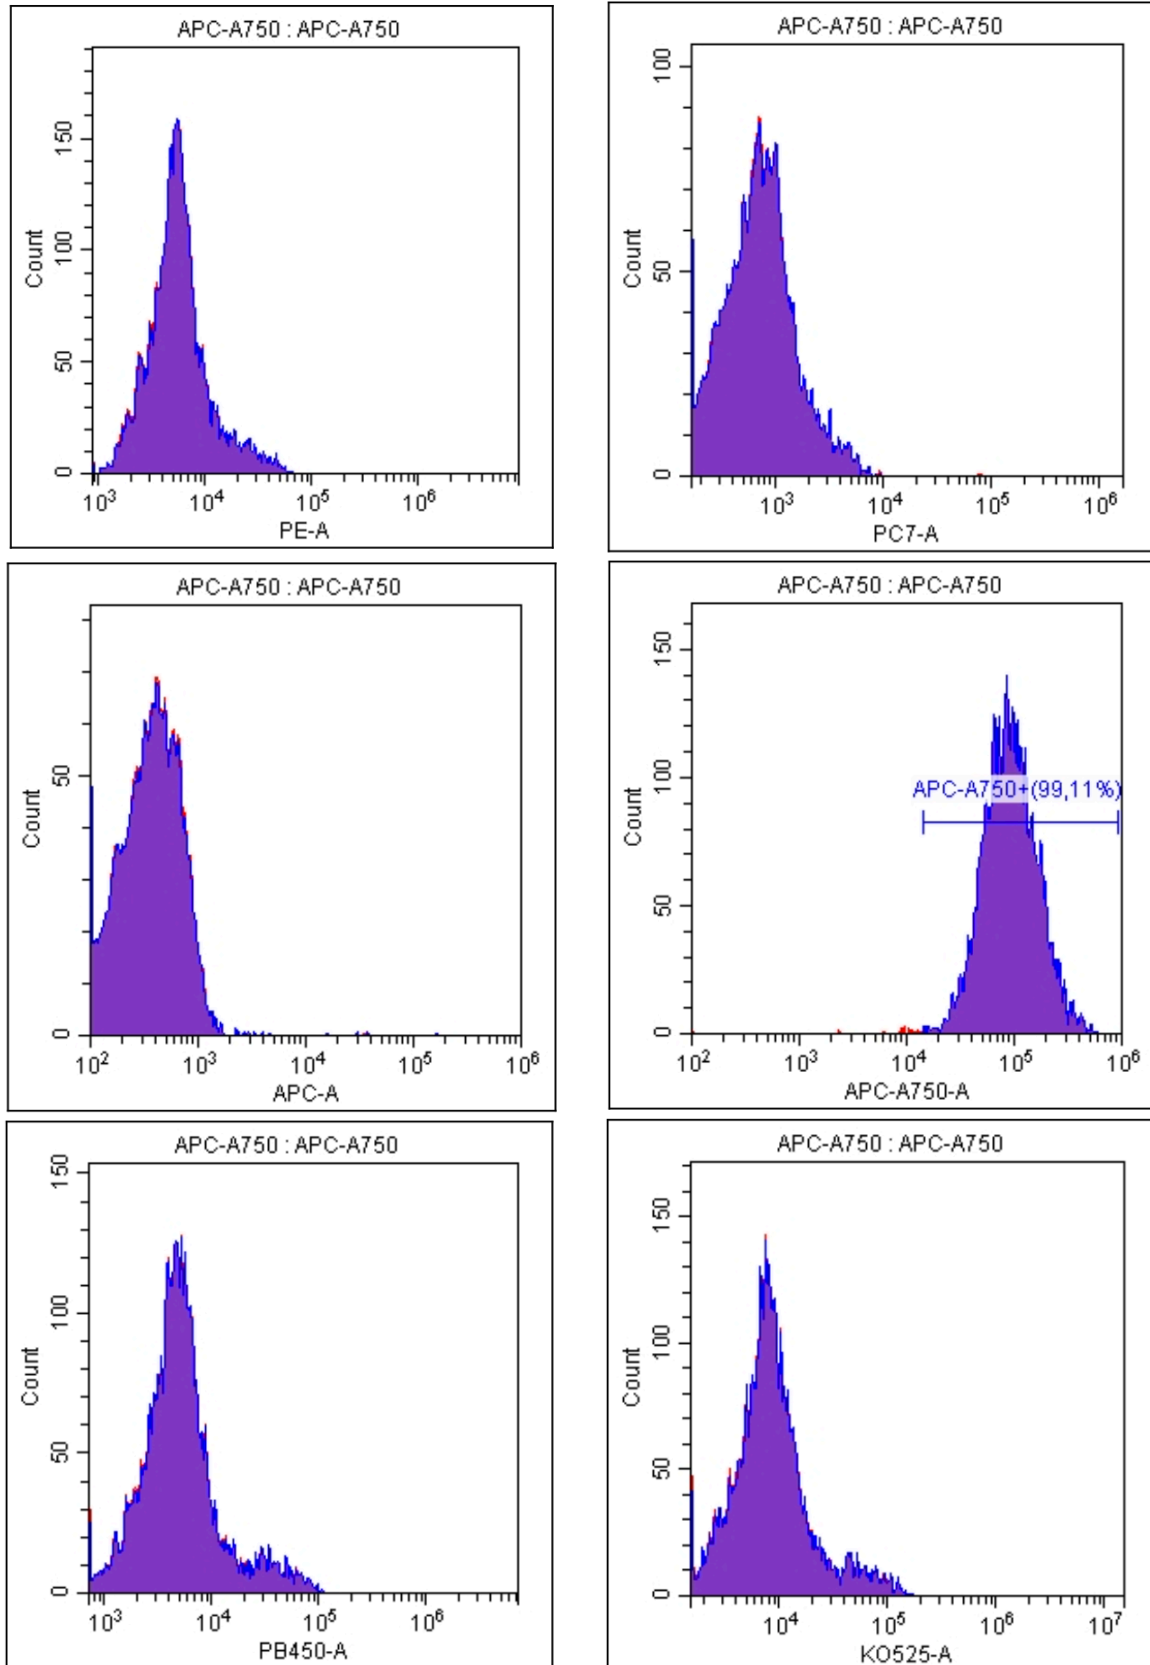 APC-A750 : APC-A750
Count
0
50
100
150
10³ 10⁴ 10⁵ 10⁶
PE-A
APC-A750 : APC-A750
Count
0
50
100
10³ 10⁴ 10⁵ 10⁶
PC7-A
APC-A750 : APC-A750
Count
0
50
10² 10³ 10⁴ 10⁵ 10⁶
APC-A
APC-A750 : APC-A750
Count
0
50
100
150
APC-A750+(99,11%)
10² 10³ 10⁴ 10⁵ 10⁶
APC-A750-A
APC-A750 : APC-A750
Count
0
50
100
150
10³ 10⁴ 10⁵ 10⁶
PB450-A
APC-A750 : APC-A750
Count
0
50
100
150
10⁴ 10⁵ 10⁶ 10⁷
KO525-A